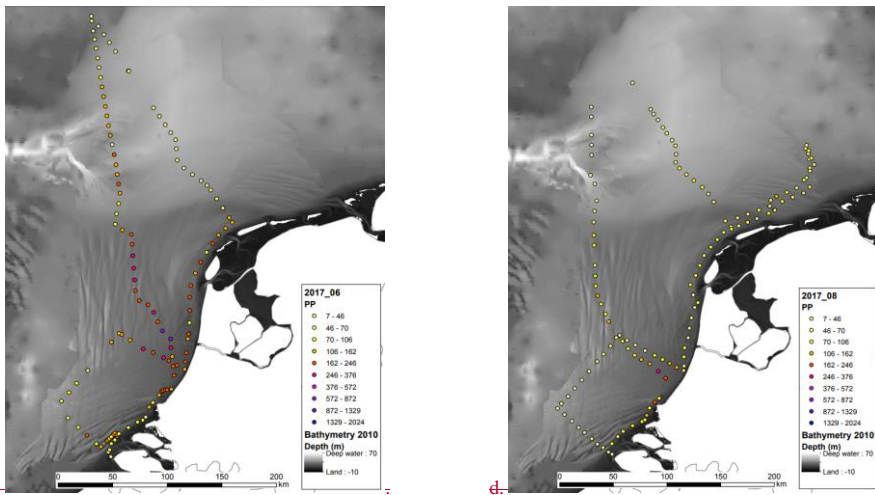 2017_06
PP
7 - 46
46 - 70
70 - 106
106 - 162
162 - 246
246 - 376
376 - 572
572 - 872
872 - 1329
1329 - 2024
Bathymetry 2010
Depth (m)
Deep water : 70
Land : -10
0 50 100 150 200
km
.
d.
2017_08
PP
7 - 46
46 - 70
70 - 106
106 - 162
162 - 246
246 - 376
376 - 572
572 - 872
872 - 1329
1329 - 2024
Bathymetry 2010
Depth (m)
Deep water : 70
Land : -10
0 50 100 150 200
km